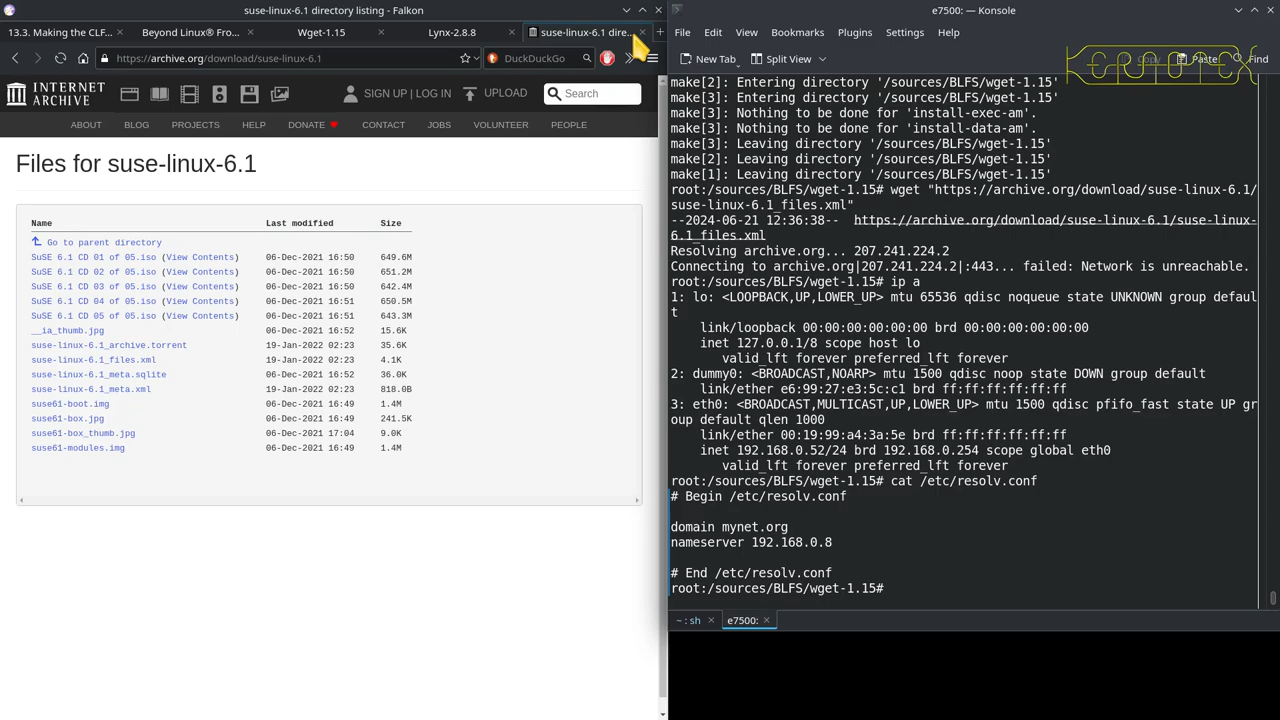 suse-linux-6.1 directory listing - Falkon
13.3. Making the CLF...
Beyond Linux® Fro...
Wget-1.15
Lynx-2.8.8
suse-linux-6.1 dire...
https://archive.org/download/suse-linux-6.1
DuckDuckGo
INTERNET
ARCHIVE
SIGN UP | LOG IN
UPLOAD
Search
ABOUT
BLOG
PROJECTS
HELP
DONATE
CONTACT
JOBS
VOLUNTEER
PEOPLE
Files for suse-linux-6.1
Name Last modified Size
Go to parent directory
SuSE 6.1 CD 01 of 05.iso (View Contents) 06-Dec-2021 16:50 649.6M
SuSE 6.1 CD 02 of 05.iso (View Contents) 06-Dec-2021 16:50 651.2M
SuSE 6.1 CD 03 of 05.iso (View Contents) 06-Dec-2021 16:50 642.4M
SuSE 6.1 CD 04 of 05.iso (View Contents) 06-Dec-2021 16:51 650.5M
SuSE 6.1 CD 05 of 05.iso (View Contents) 06-Dec-2021 16:51 643.3M
__ia_thumb.jpg 06-Dec-2021 16:52 15.6K
suse-linux-6.1_archive.torrent 19-Jan-2022 02:23 35.6K
suse-linux-6.1_files.xml 19-Jan-2022 02:23 4.1K
suse-linux-6.1_meta.sqlite 06-Dec-2021 16:52 36.0K
suse-linux-6.1_meta.xml 19-Jan-2022 02:23 818.0B
suse61-boot.img 06-Dec-2021 16:49 1.4M
suse61-box.jpg 06-Dec-2021 16:49 241.5K
suse61-box_thumb.jpg 06-Dec-2021 17:04 9.0K
suse61-modules.img 06-Dec-2021 16:49 1.4M
e7500: — Konsole
File Edit View Bookmarks Plugins Settings Help
New Tab Split View Copy Paste Find
make[2]: Entering directory '/sources/BLFS/wget-1.15'
make[3]: Entering directory '/sources/BLFS/wget-1.15'
make[3]: Nothing to be done for 'install-exec-am'.
make[3]: Nothing to be done for 'install-data-am'.
make[3]: Leaving directory '/sources/BLFS/wget-1.15'
make[2]: Leaving directory '/sources/BLFS/wget-1.15'
make[1]: Leaving directory '/sources/BLFS/wget-1.15'
root:/sources/BLFS/wget-1.15# wget "https://archive.org/download/suse-linux-6.1/
suse-linux-6.1_files.xml"
--2024-06-21 12:36:38--  https://archive.org/download/suse-linux-6.1/suse-linux-
6.1_files.xml
Resolving archive.org... 207.241.224.2
Connecting to archive.org|207.241.224.2|:443... failed: Network is unreachable.
root:/sources/BLFS/wget-1.15# ip a
1: lo: <LOOPBACK,UP,LOWER_UP> mtu 65536 qdisc noqueue state UNKNOWN group defaul
t
link/loopback 00:00:00:00:00:00 brd 00:00:00:00:00:00
inet 127.0.0.1/8 scope host lo
valid_lft forever preferred_lft forever
2: dummy0: <BROADCAST,NOARP> mtu 1500 qdisc noop state DOWN group default
link/ether e6:99:27:e3:5c:c1 brd ff:ff:ff:ff:ff:ff
3: eth0: <BROADCAST,MULTICAST,UP,LOWER_UP> mtu 1500 qdisc pfifo_fast state UP gr
oup default qlen 1000
link/ether 00:19:99:a4:3a:5e brd ff:ff:ff:ff:ff:ff
inet 192.168.0.52/24 brd 192.168.0.254 scope global eth0
valid_lft forever preferred_lft forever
root:/sources/BLFS/wget-1.15# cat /etc/resolv.conf
# Begin /etc/resolv.conf
domain mynet.org
nameserver 192.168.0.8
# End /etc/resolv.conf
root:/sources/BLFS/wget-1.15#
~ : sh
e7500: